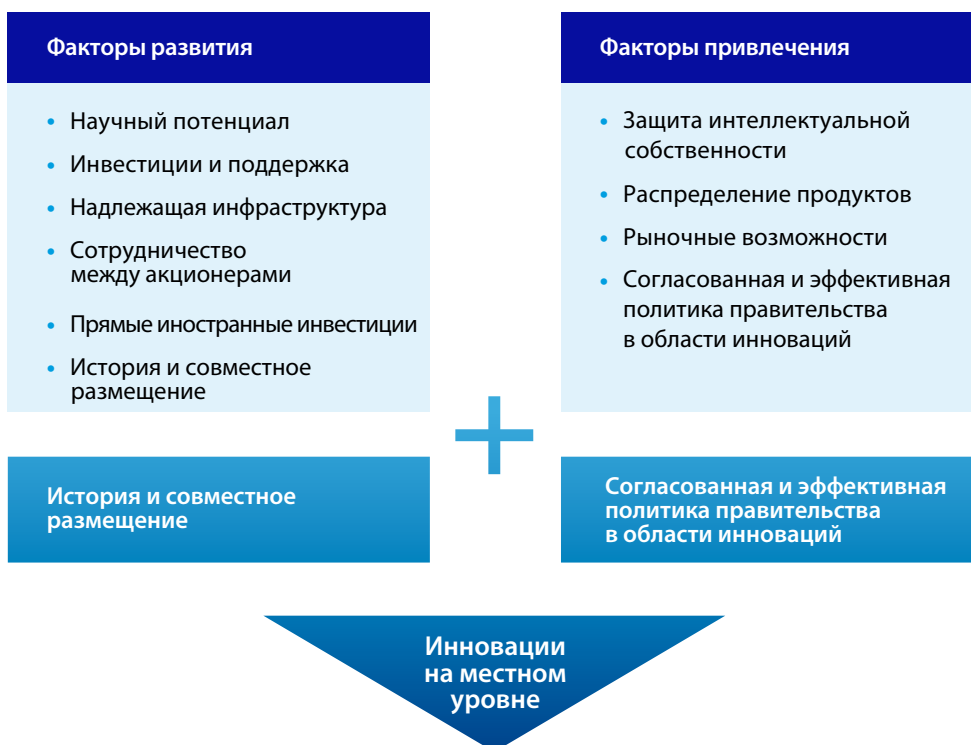 Факторы развития
• Научный потенциал
• Инвестиции и поддержка
• Надлежащая инфраструктура
• Сотрудничество
между акционерами
• Прямые иностранные инвестиции
• История и совместное
размещение
История и совместное
размещение
Факторы привлечения
• Защита интеллектуальной
собственности
• Распределение продуктов
• Рыночные возможности
• Согласованная и эффективная
политика правительства
в области инноваций
+
Согласованная и эффективная
политика правительства
в области инноваций
Инновации
на местном
уровне